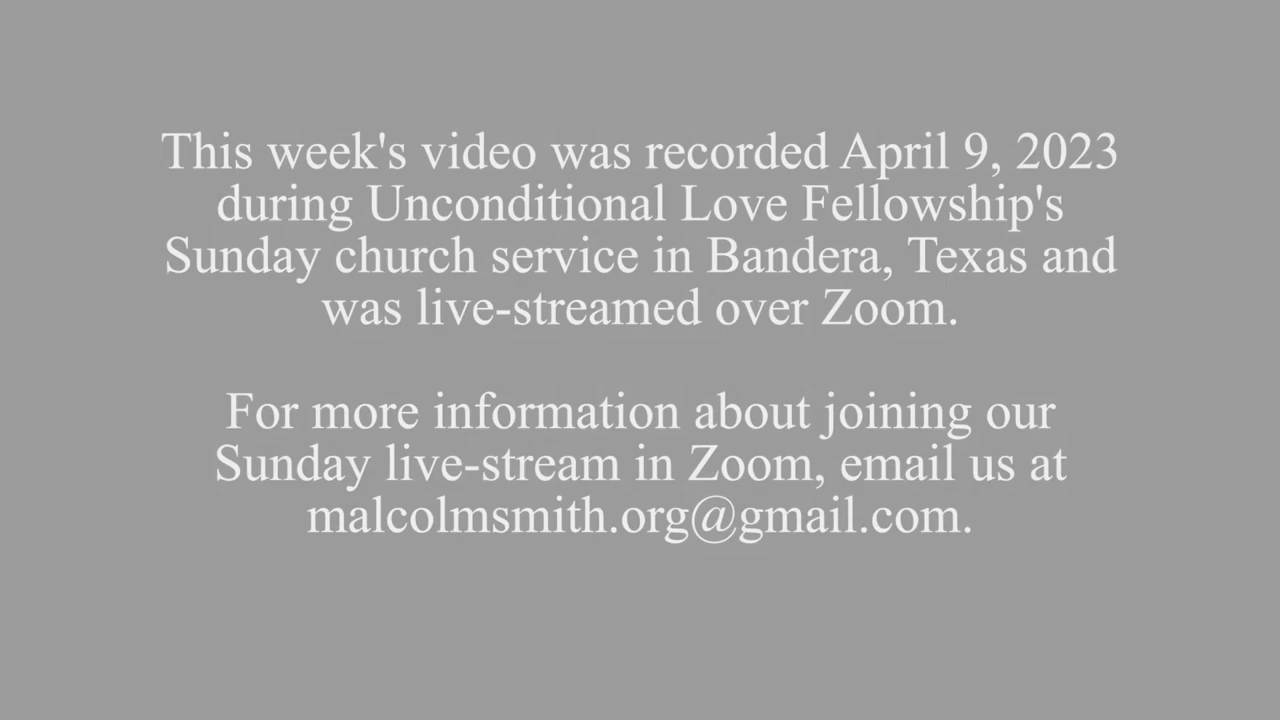 This week's video was recorded April 9, 2023
during Unconditional Love Fellowship's
Sunday church service in Bandera, Texas and
was live-streamed over Zoom.
For more information about joining our
Sunday live-stream in Zoom, email us at
malcolmsmith.org@gmail.com.